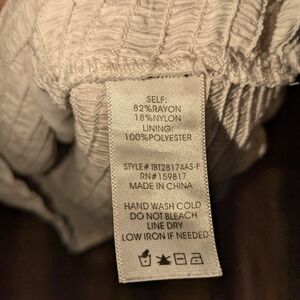 SELF:
82%RAYON
18%NYLON
LINING:
100%POLYESTER
STYLE# IBT28174AS-P
RN# 159817
MADE IN CHINA
HAND WASH COLD
DO NOT BLEACH
LINE DRY
LOW IRON IF NEEDED